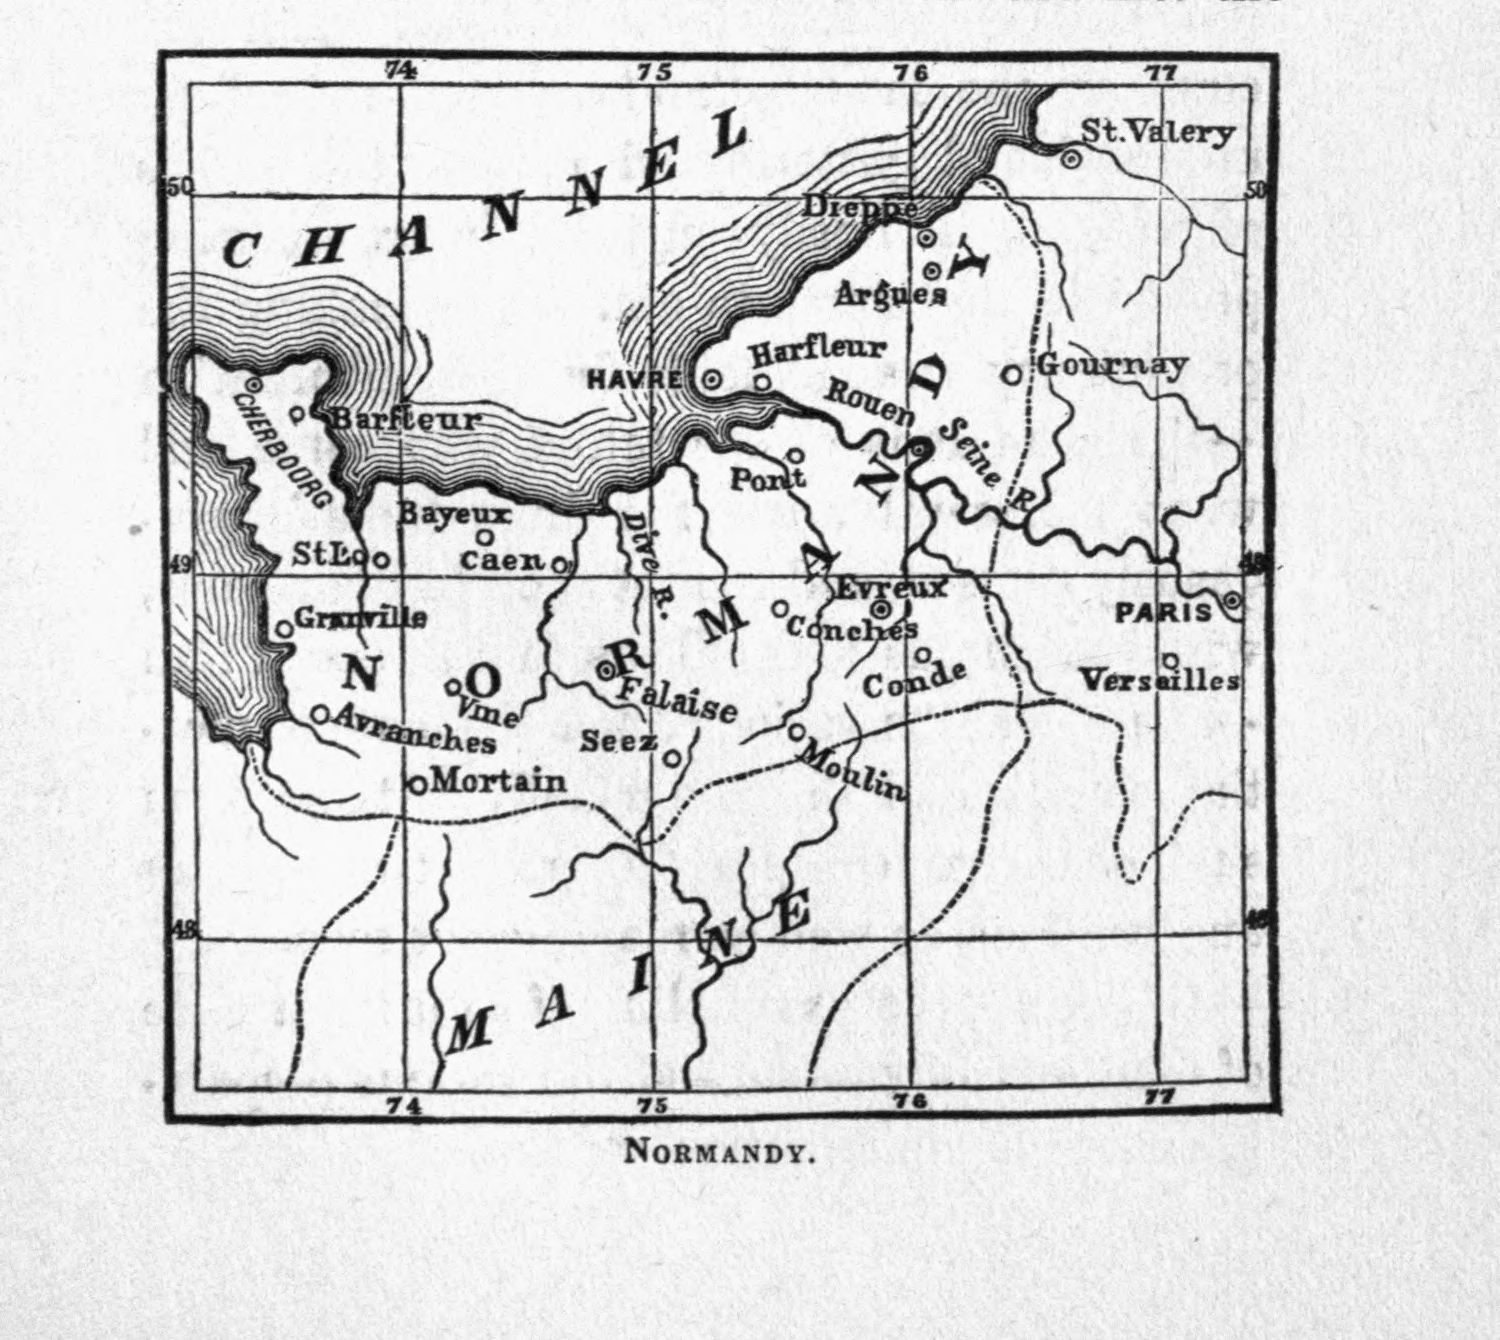 74 75 76 77
CHANNEL
St. Valery
50 50
Dieppe
Argues
Harfleur
HAVRE
Gournay
Rouen
Barfleur
CHERBOURG
Seine R.
Pont
Bayeux
Dive R.
St Lo
Caen
49 49
Evreux
PARIS
Granville
Conches
NORMANDY
Conde
Versailles
Falaise
Vine
Avranches
Seez
Moulin
Mortain
48 48
MAINE
74 75 76 77
NORMANDY.